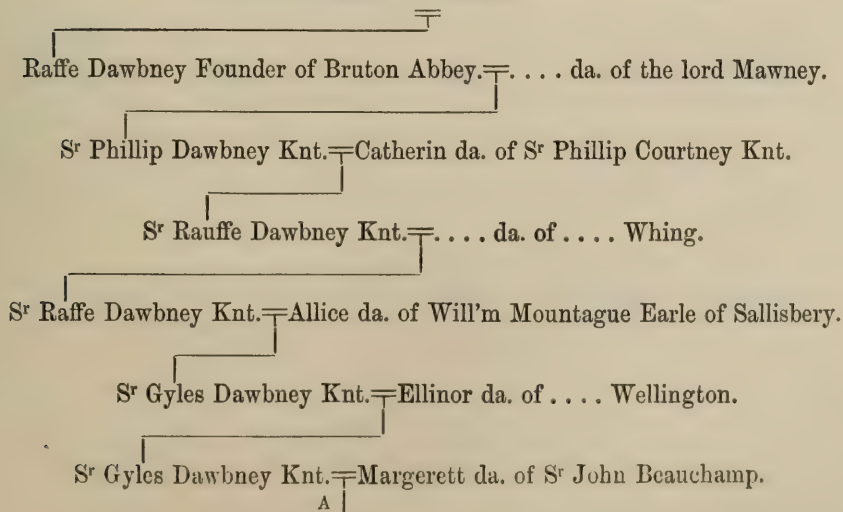 Raffe Dawbney Founder of Bruton Abbey.=. . . . da. of the lord Mawney.
Sr Phillip Dawbney Knt.=Catherin da. of Sr Phillip Courtney Knt.
Sr Rauffe Dawbney Knt.=. . . . da. of . . . . Whing.
Sr Raffe Dawbney Knt.=Allice da. of Will'm Mountague Earle of Sallisbery.
Sr Gyles Dawbney Knt.=Ellinor da. of . . . . Wellington.
Sr Gyles Dawbney Knt.=Margerett da. of Sr John Beauchamp.
A